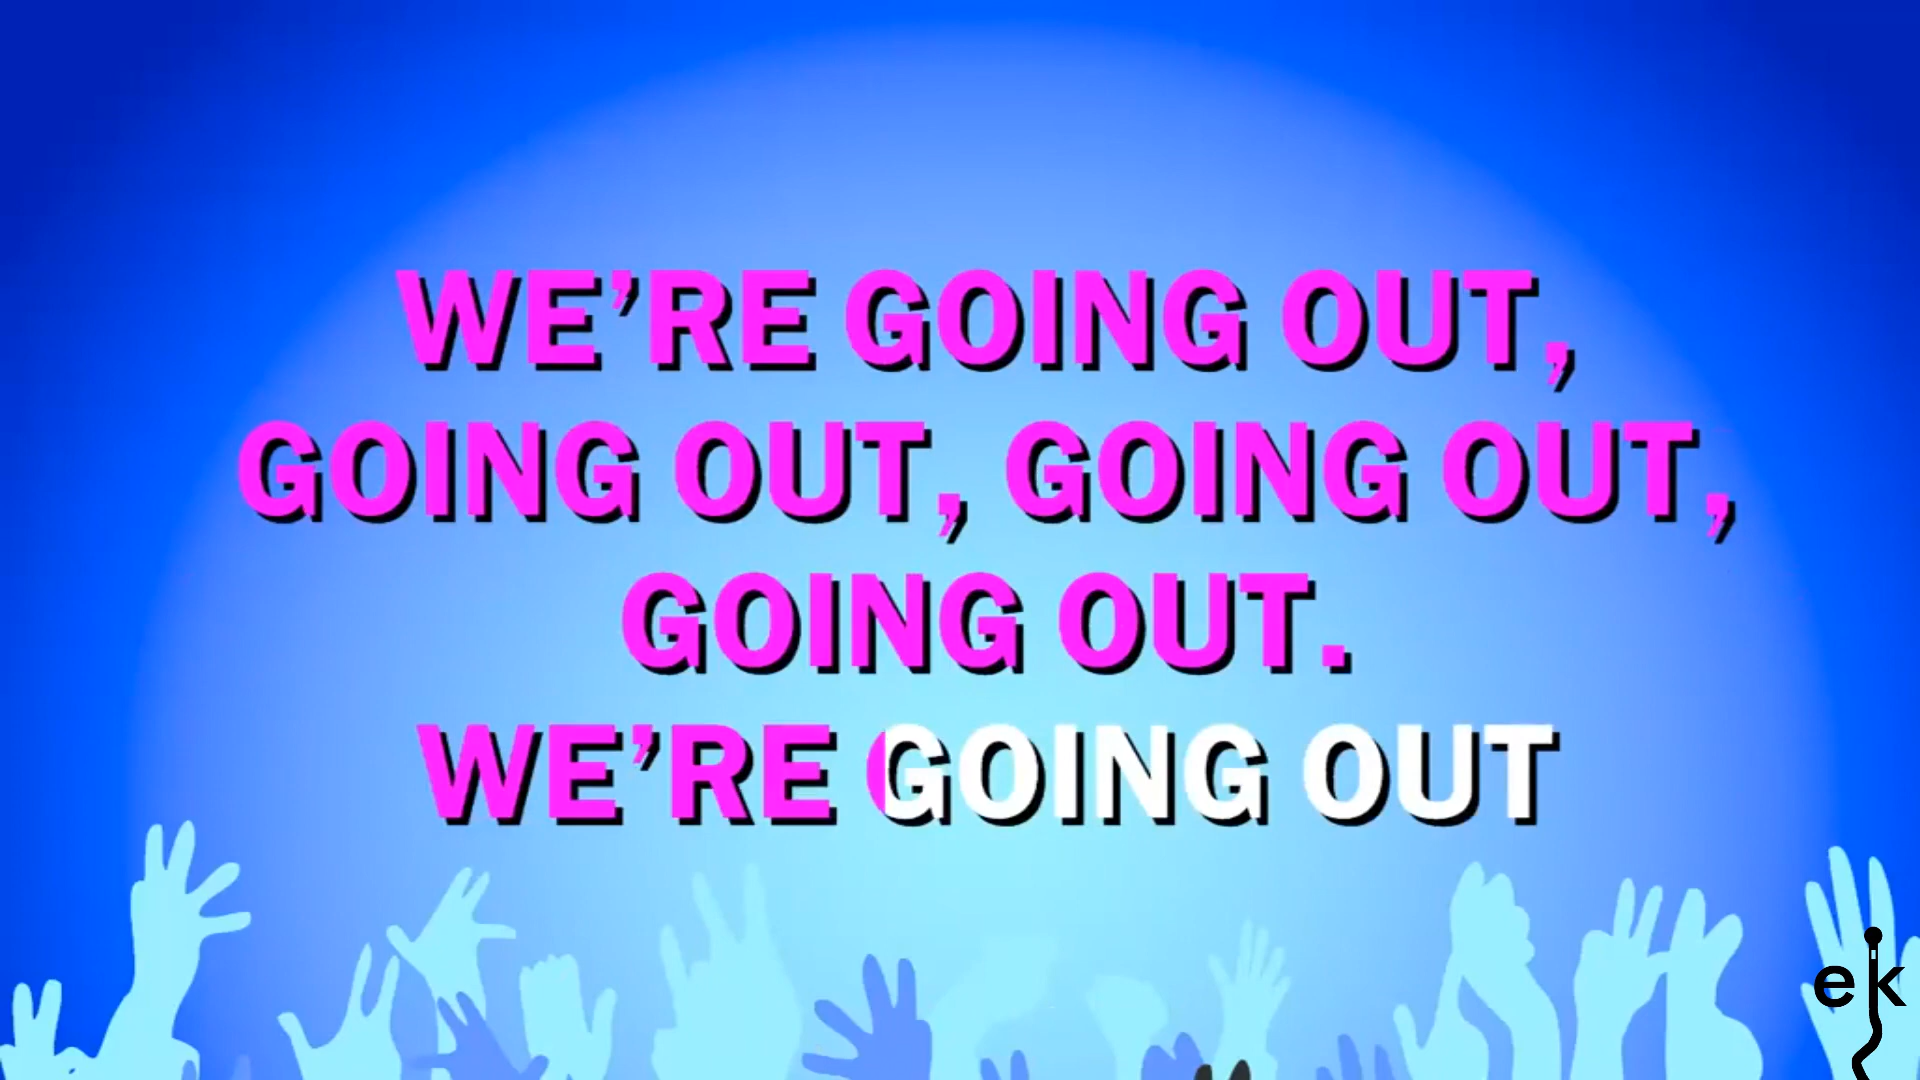 WE’RE GOING OUT,
GOING OUT, GOING OUT,
GOING OUT.
WE’RE GOING OUT
ek